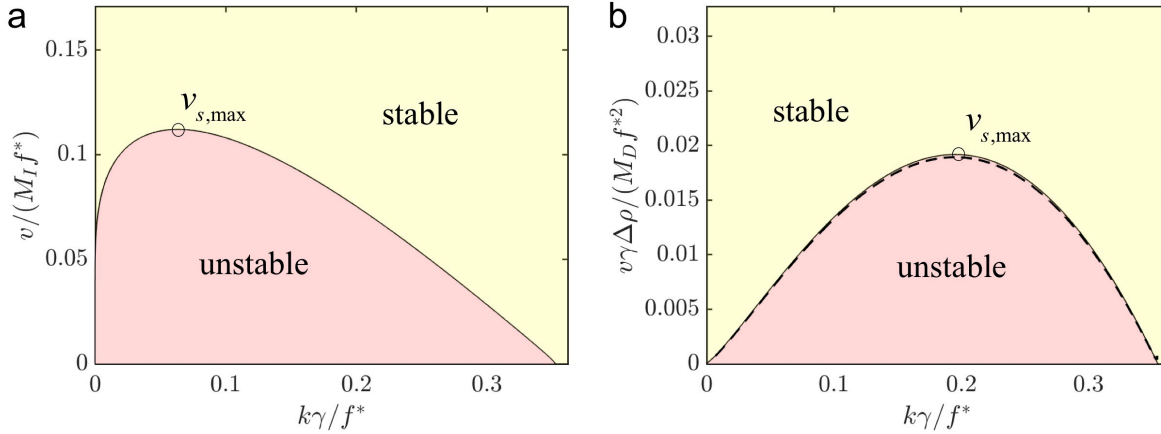 a
0.15
0.1
0.05
0
v/(M_I f*)
v_{s,max}
stable
unstable
0 0.1 0.2 0.3
kγ/f*
b
0.03
0.025
0.02
0.015
0.01
0.005
0
vγΔρ/(M_D f*²)
stable
v_{s,max}
unstable
0 0.1 0.2 0.3
kγ/f*